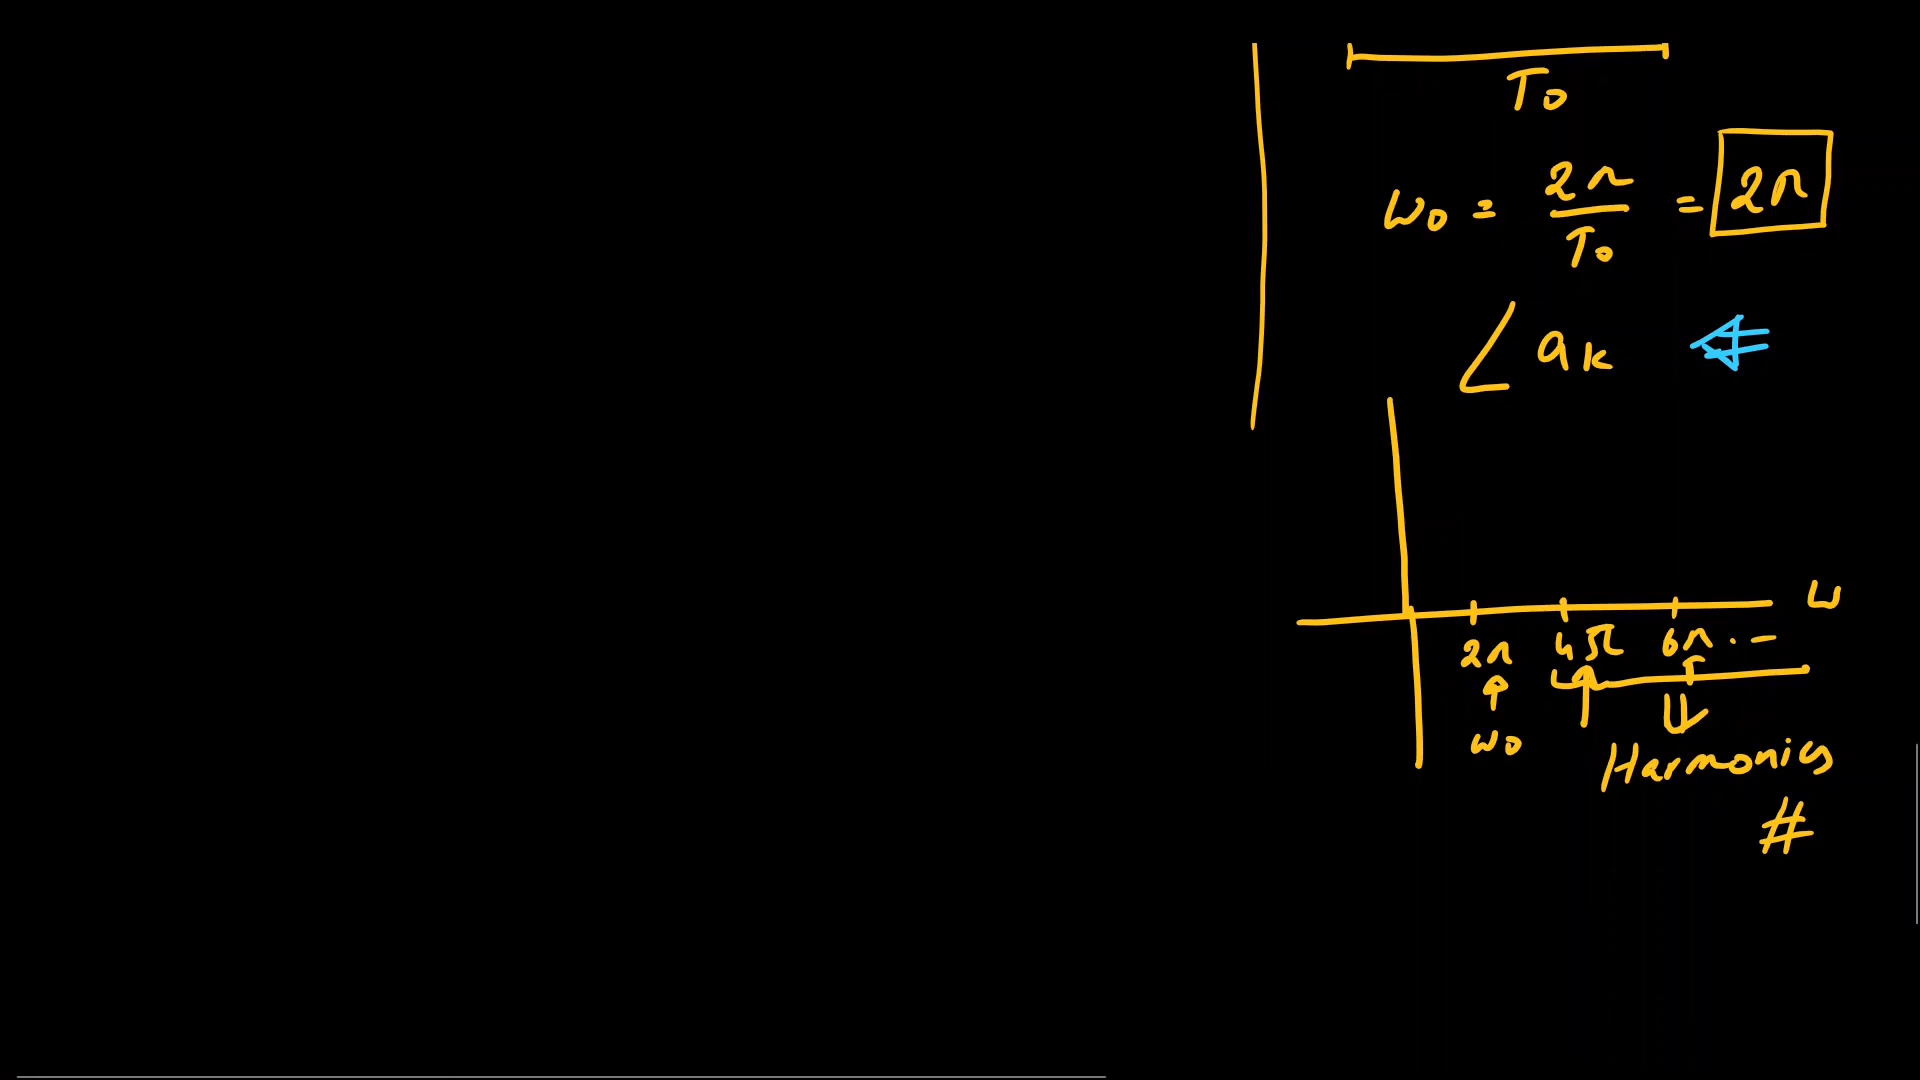 T₀
ω₀ = 2π/T₀ = 2π
∠ aₖ
ω
2π 4π 6π . –
ω₀
Harmonics
#